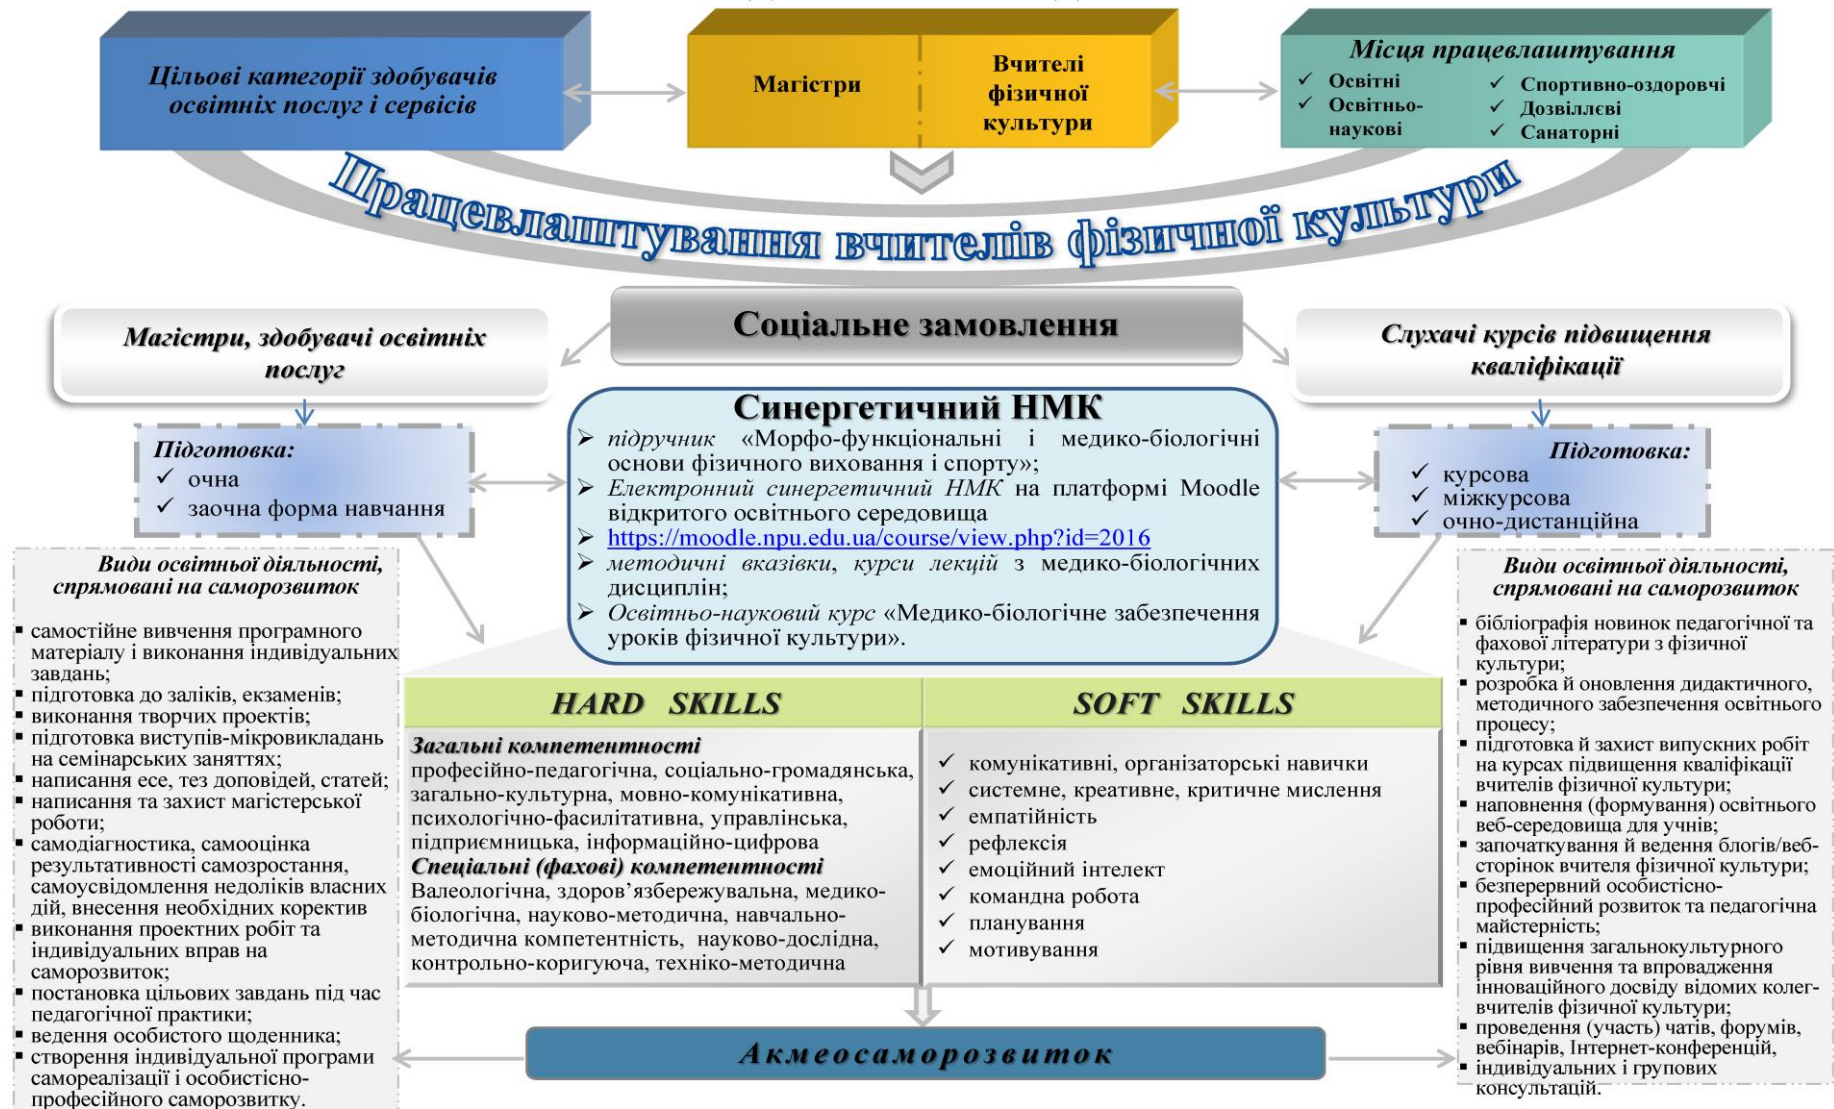 Цільові категорії здобувачів
освітніх послуг і сервісів
Магістри
Вчителі
фізичної
культури
Місця працевлаштування
✓ Освітні
✓ Освітньо-
наукові
✓ Спортивно-оздоровчі
✓ Дозвіллєві
✓ Санаторні
Працевлаштування вчителів фізичної культури
Соціальне замовлення
Магістри, здобувачі освітніх
послуг
Слухачі курсів підвищення
кваліфікації
Підготовка:
✓ очна
✓ заочна форма навчання
Синергетичний НМК
➢ підручник «Морфо-функціональні і медико-біологічні
основи фізичного виховання і спорту»;
➢ Електронний синергетичний НМК на платформі Moodle
відкритого освітнього середовища
➢ https://moodle.npu.edu.ua/course/view.php?id=2016
➢ методичні вказівки, курси лекцій з медико-біологічних
дисциплін;
➢ Освітньо-науковий курс «Медико-біологічне забезпечення
уроків фізичної культури».
Підготовка:
✓ курсова
✓ міжкурсова
✓ очно-дистанційна
Види освітньої діяльності,
спрямовані на саморозвиток
▪ самостійне вивчення програмного
матеріалу і виконання індивідуальних
завдань;
▪ підготовка до заліків, екзаменів;
▪ виконання творчих проектів;
▪ підготовка виступів-мікровикладань
на семінарських заняттях;
▪ написання есе, тез доповідей, статей;
▪ написання та захист магістерської
роботи;
▪ самодіагностика, самооцінка
результативності самозростання,
самоусвідомлення недоліків власних
дій, внесення необхідних коректив
▪ виконання проектних робіт та
індивідуальних вправ на
саморозвиток;
▪ постановка цільових завдань під час
педагогічної практики;
▪ ведення особистого щоденника;
▪ створення індивідуальної програми
самореалізації і особистісно-
професійного саморозвитку.
HARD SKILLS
Загальні компетентності
професійно-педагогічна, соціально-громадянська,
загально-культурна, мовно-комунікативна,
психологічно-фасилітативна, управлінська,
підприємницька, інформаційно-цифрова
Спеціальні (фахові) компетентності
Валеологічна, здоров’язбережувальна, медико-
біологічна, науково-методична, навчально-
методична компетентність, науково-дослідна,
контрольно-коригуюча, техніко-методична
SOFT SKILLS
✓ комунікативні, організаторські навички
✓ системне, креативне, критичне мислення
✓ емпатійність
✓ рефлексія
✓ емоційний інтелект
✓ командна робота
✓ планування
✓ мотивування
Види освітньої діяльності,
спрямовані на саморозвиток
▪ бібліографія новинок педагогічної та
фахової літератури з фізичної
культури;
▪ розробка й оновлення дидактичного,
методичного забезпечення освітнього
процесу;
▪ підготовка й захист випускних робіт
на курсах підвищення кваліфікації
вчителів фізичної культури;
▪ наповнення (формування) освітнього
веб-середовища для учнів;
▪ започаткування й ведення блогів/веб-
сторінок вчителя фізичної культури;
▪ безперервний особистісно-
професійний розвиток та педагогічна
майстерність;
▪ підвищення загальнокультурного
рівня вивчення та впровадження
інноваційного досвіду відомих колег-
вчителів фізичної культури;
▪ проведення (участь) чатів, форумів,
вебінарів, Інтернет-конференцій,
▪ індивідуальних і групових
консультацій.
Акмеосаморозвиток